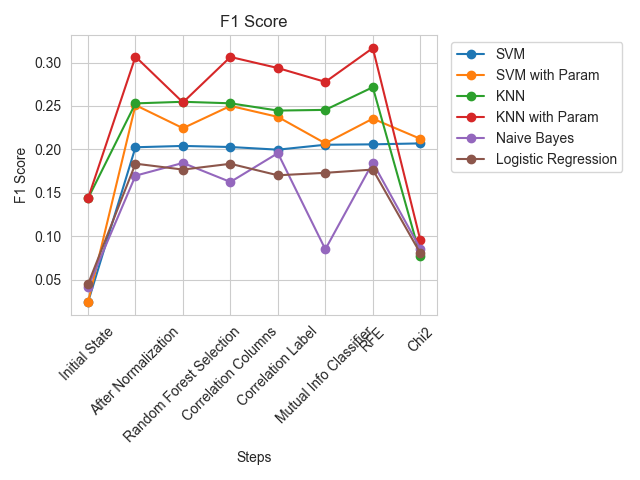 F1 Score
F1 Score
0.30
0.25
0.20
0.15
0.10
0.05
Initial State
After Normalization
Random Forest Selection
Correlation Columns
Correlation Label
Mutual Info Classifier
RFE
Chi2
Steps
SVM
SVM with Param
KNN
KNN with Param
Naive Bayes
Logistic Regression